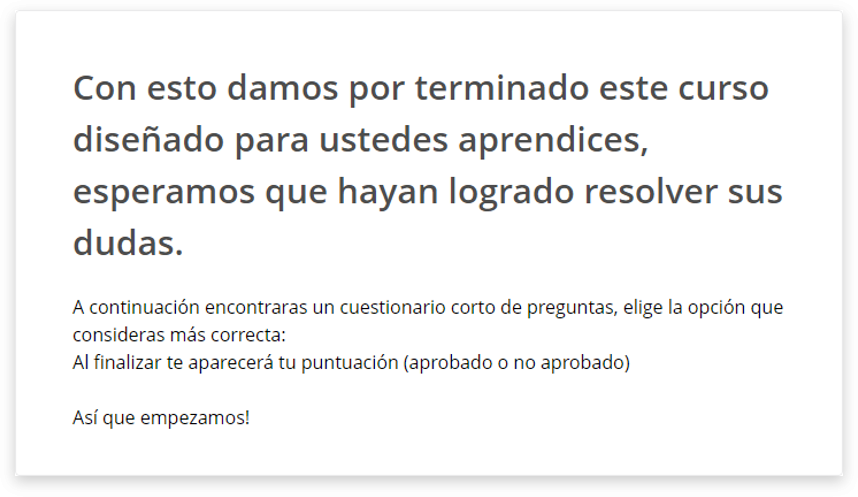 Con esto damos por terminado este curso
diseñado para ustedes aprendices,
esperamos que hayan logrado resolver sus
dudas.
A continuación encontraras un cuestionario corto de preguntas, elige la opción que
consideras más correcta:
Al finalizar te aparecerá tu puntuación (aprobado o no aprobado)
Así que empezamos!